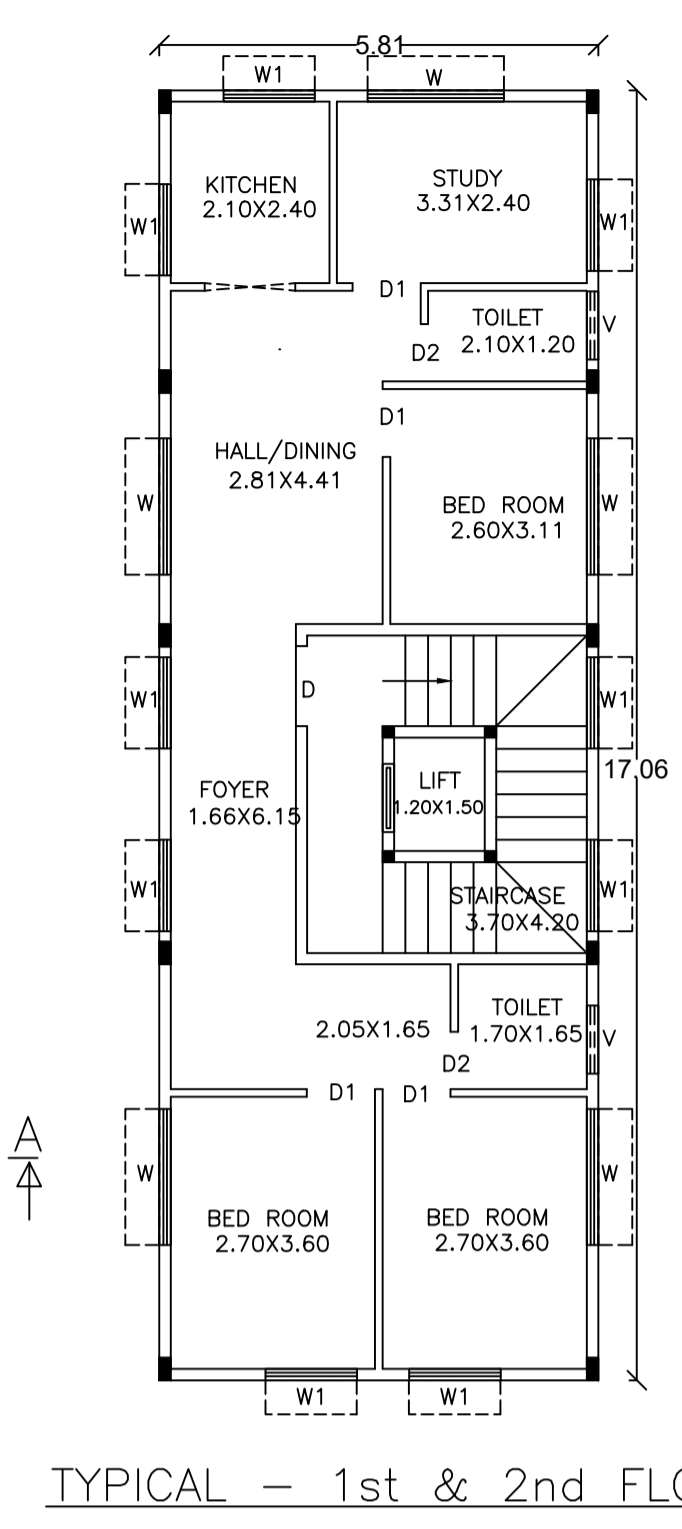 5.81
W1
W
KITCHEN
2.10X2.40
STUDY
3.31X2.40
W1
W1
D1
TOILET
2.10X1.20
V
D2
D1
HALL/DINING
2.81X4.41
BED ROOM
2.60X3.11
W
W
D
W1
W1
17.06
FOYER
1.66X6.15
LIFT
1.20X1.50
W1
W1
STAIRCASE
3.70X4.20
TOILET
1.70X1.65
2.05X1.65
V
D2
D1
D1
A
W
W
BED ROOM
2.70X3.60
BED ROOM
2.70X3.60
W1
W1
TYPICAL - 1st & 2nd